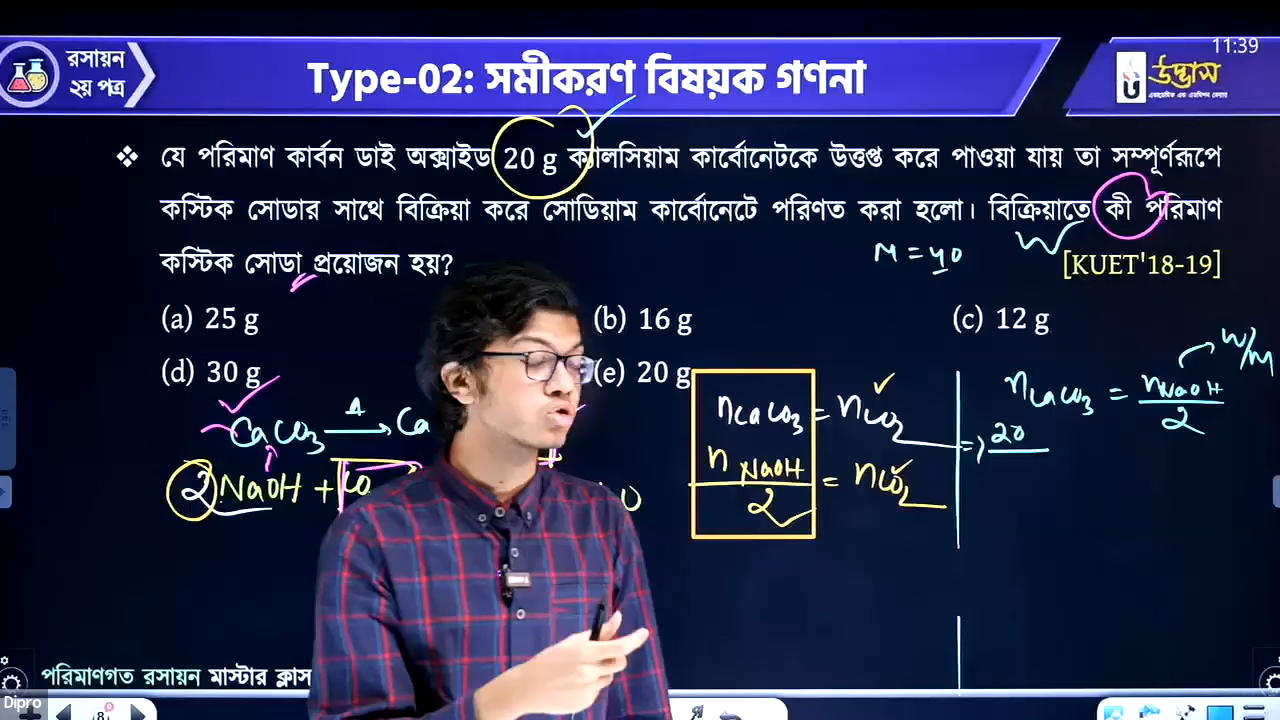 11:39
রসায়ন
২য় পত্র
Type-02: সমীকরণ বিষয়ক গণনা
উদ্ভাস
❖ যে পরিমাণ কার্বন ডাই অক্সাইড 20 g ক্যালসিয়াম কার্বোনেটকে উত্তপ্ত করে পাওয়া যায় তা সম্পূর্ণরূপে
কস্টিক সোডার সাথে বিক্রিয়া করে সোডিয়াম কার্বোনেটে পরিণত করা হলো। বিক্রিয়াতে কী পরিমাণ
কস্টিক সোডা প্রয়োজন হয়?
[KUET'18-19]
M = 40
W
(a) 25 g
(b) 16 g
(c) 12 g
(d) 30 g
(e) 20 g
CaCO3 Δ→ Ca
2NaOH + CO
nCaCO3 = nCO2
nNaOH/2 = nCO2
nCaCO3 = nNaOH/2
W/M
⇒ 20
পরিমাণগত রসায়ন মাস্টার ক্লাস
Dipro
8